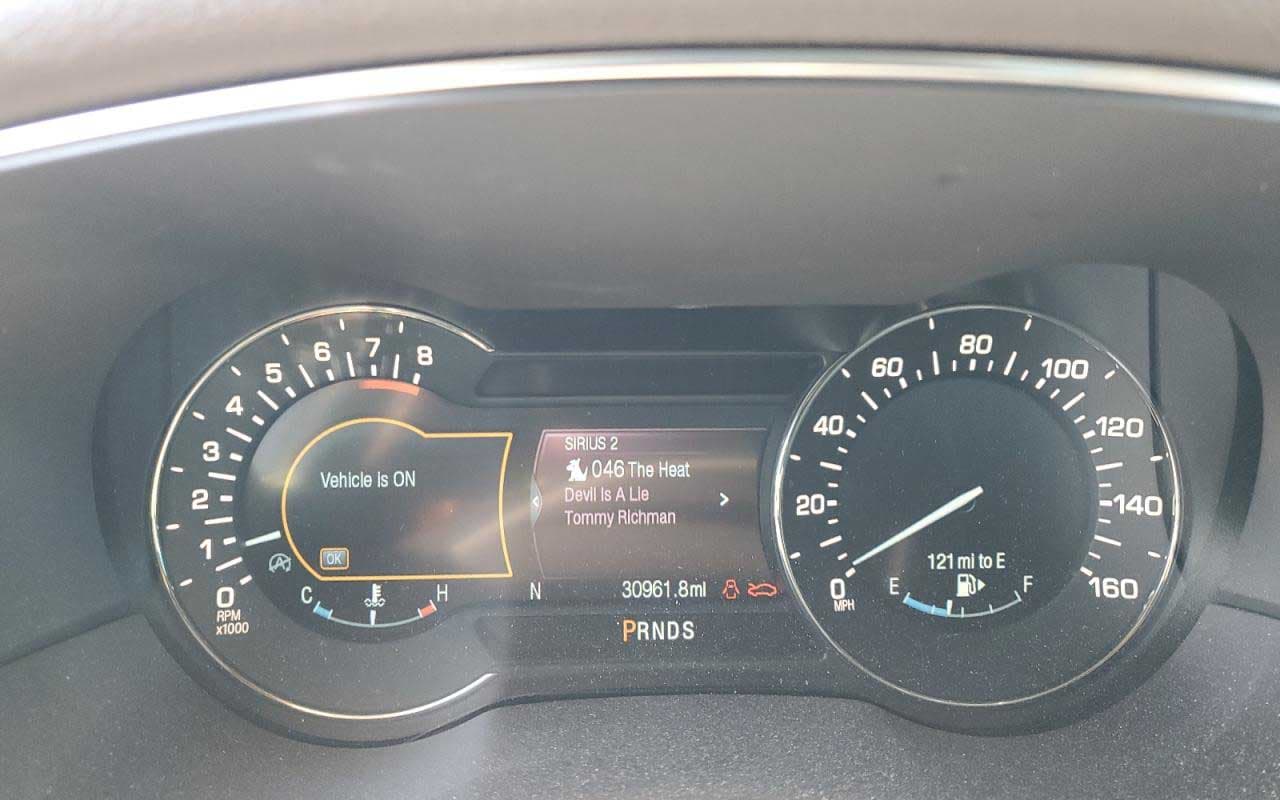 0
1
2
3
4
5
6
7
8
RPM
x1000
Vehicle is ON
OK
C
H
SIRIUS 2
046 The Heat
Devil Is A Lie
Tommy Richman
N
30961.8mi
PRNDS
0
20
40
60
80
100
120
140
160
MPH
121 mi to E
E
F